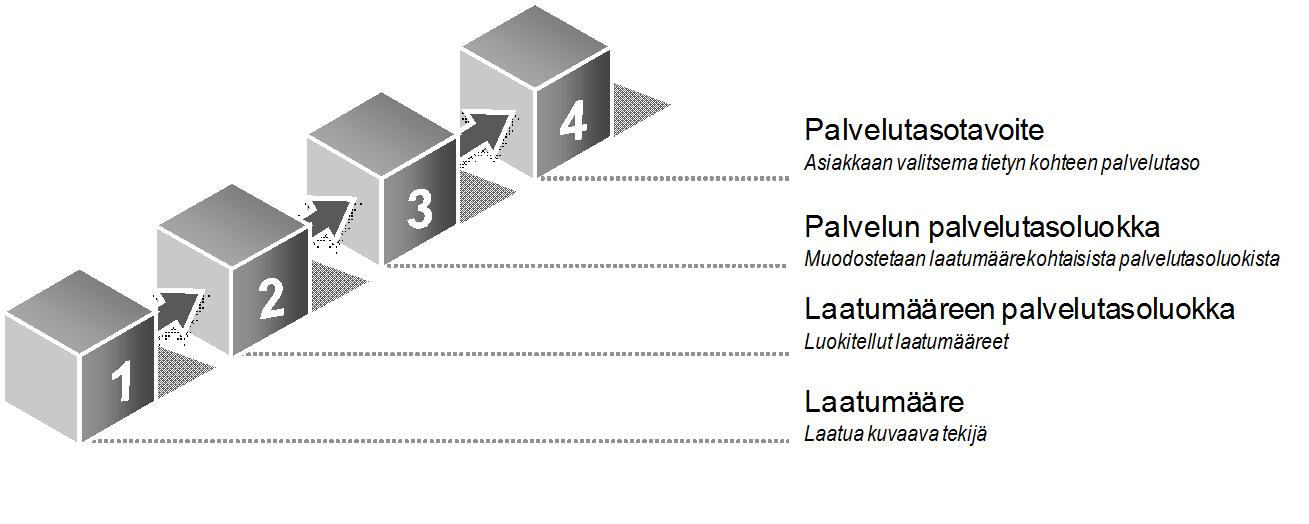 4
Palvelutasotavoite
Asiakkaan valitsema tietyn kohteen palvelutaso
3
Palvelun palvelutasoluokka
Muodostetaan laatumäärekohtaisista palvelutasoluokista
2
Laatumääreen palvelutasoluokka
Luokitellut laatumääreet
1
Laatumääre
Laatua kuvaava tekijä